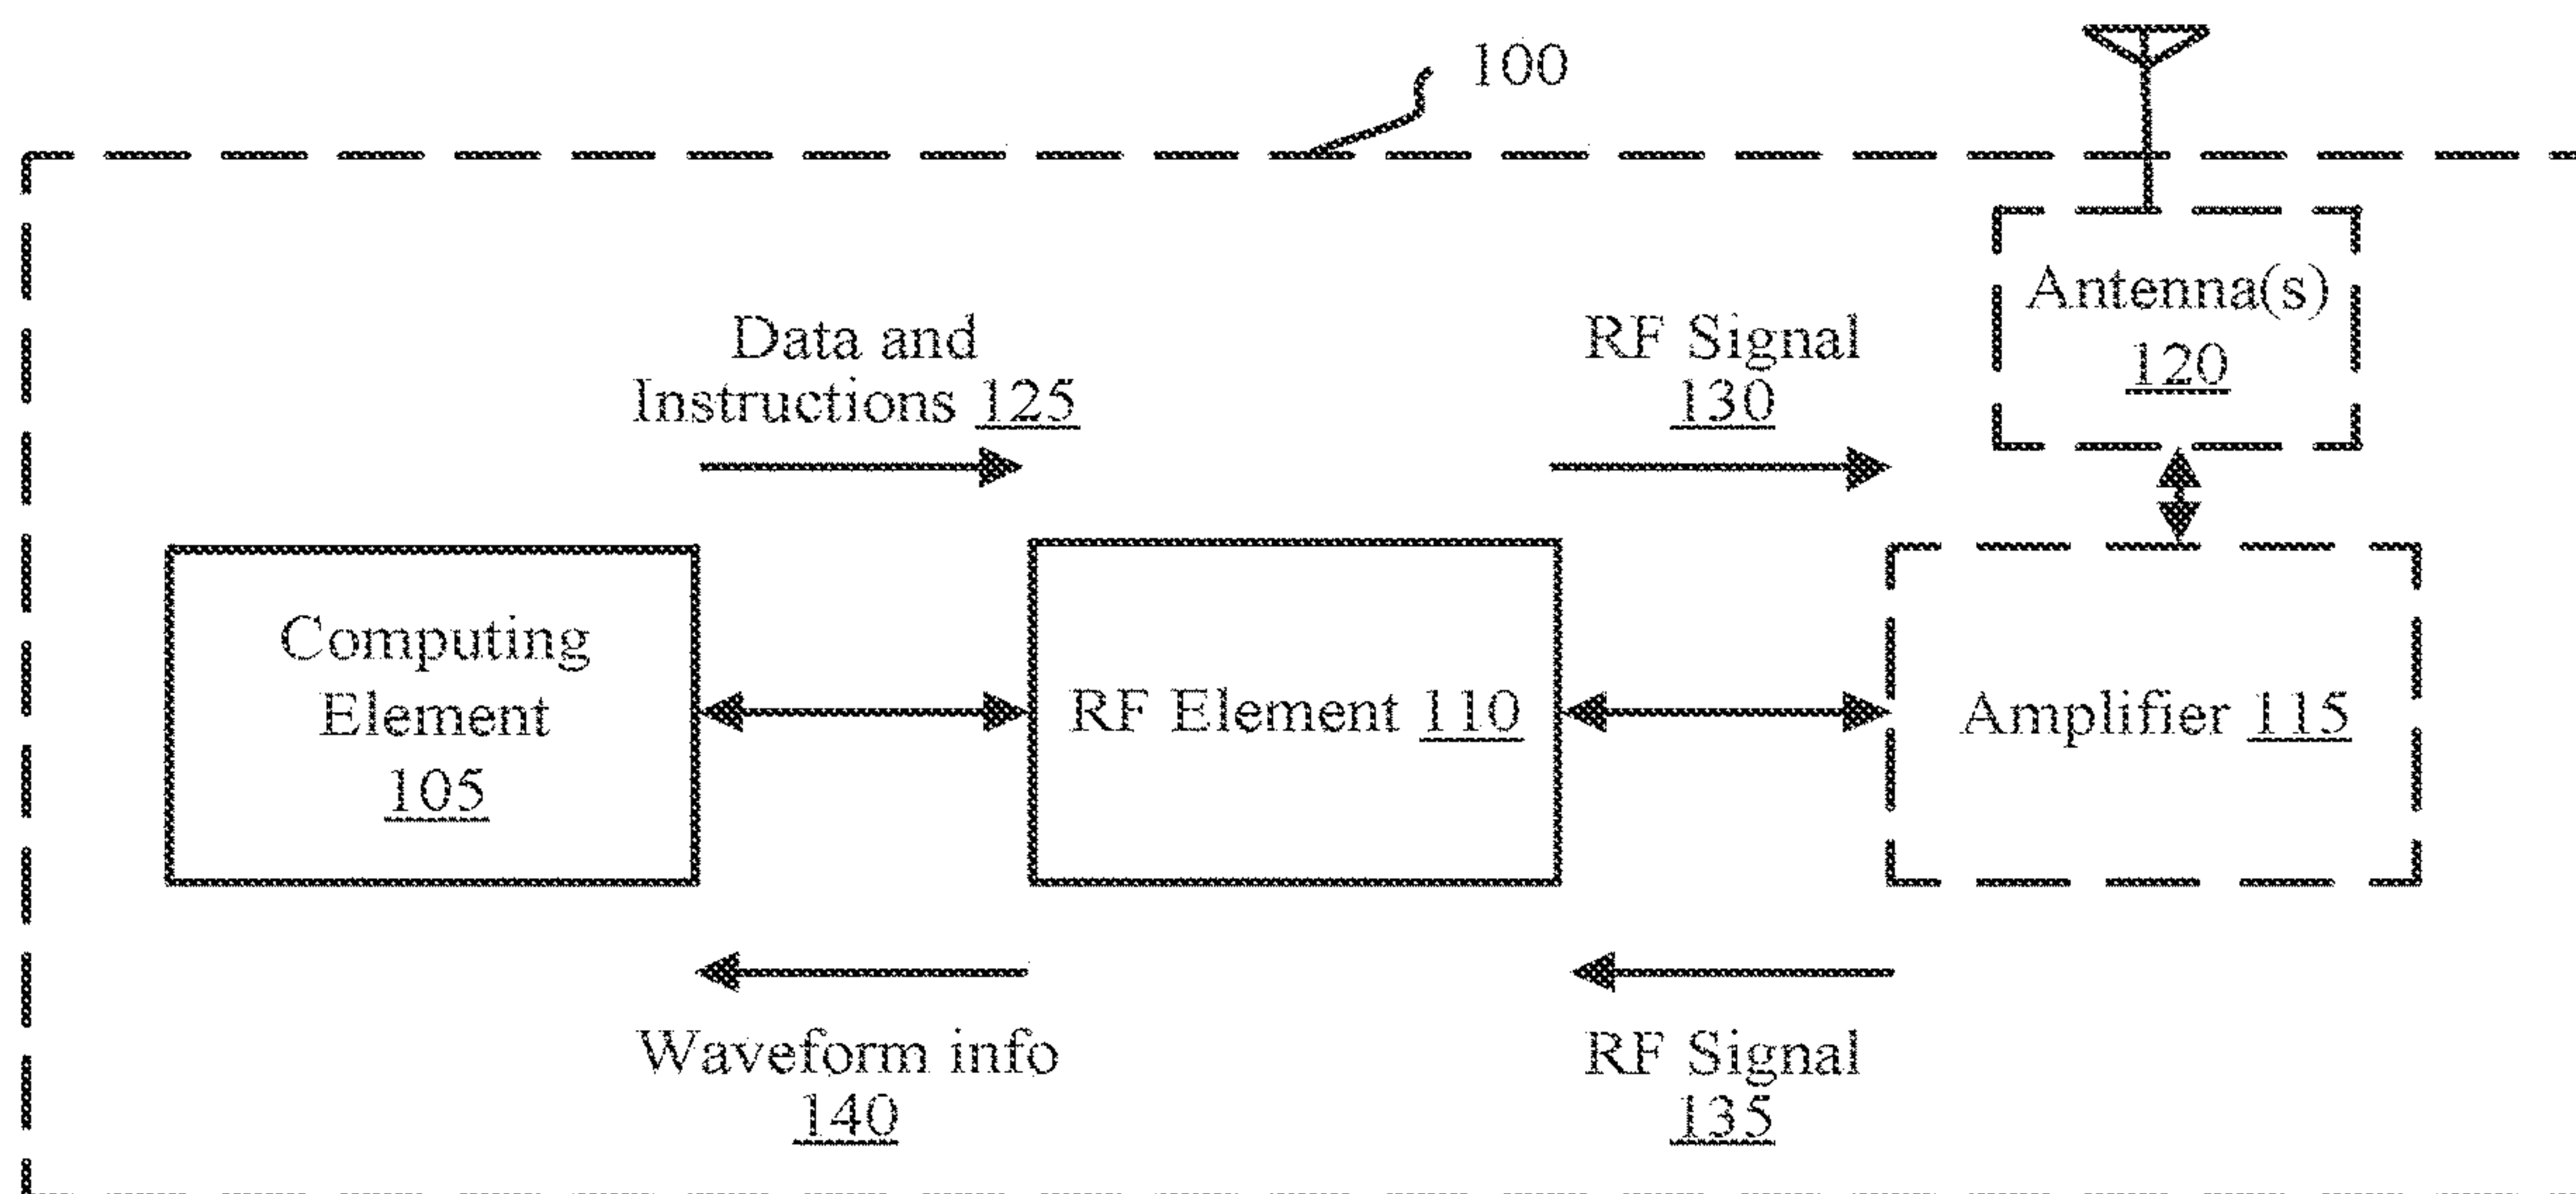 100
Antenna(s)
120
Data and
Instructions 125
RF Signal
130
Computing
Element
105
RF Element 110
Amplifier 115
Waveform info
140
RF Signal
135